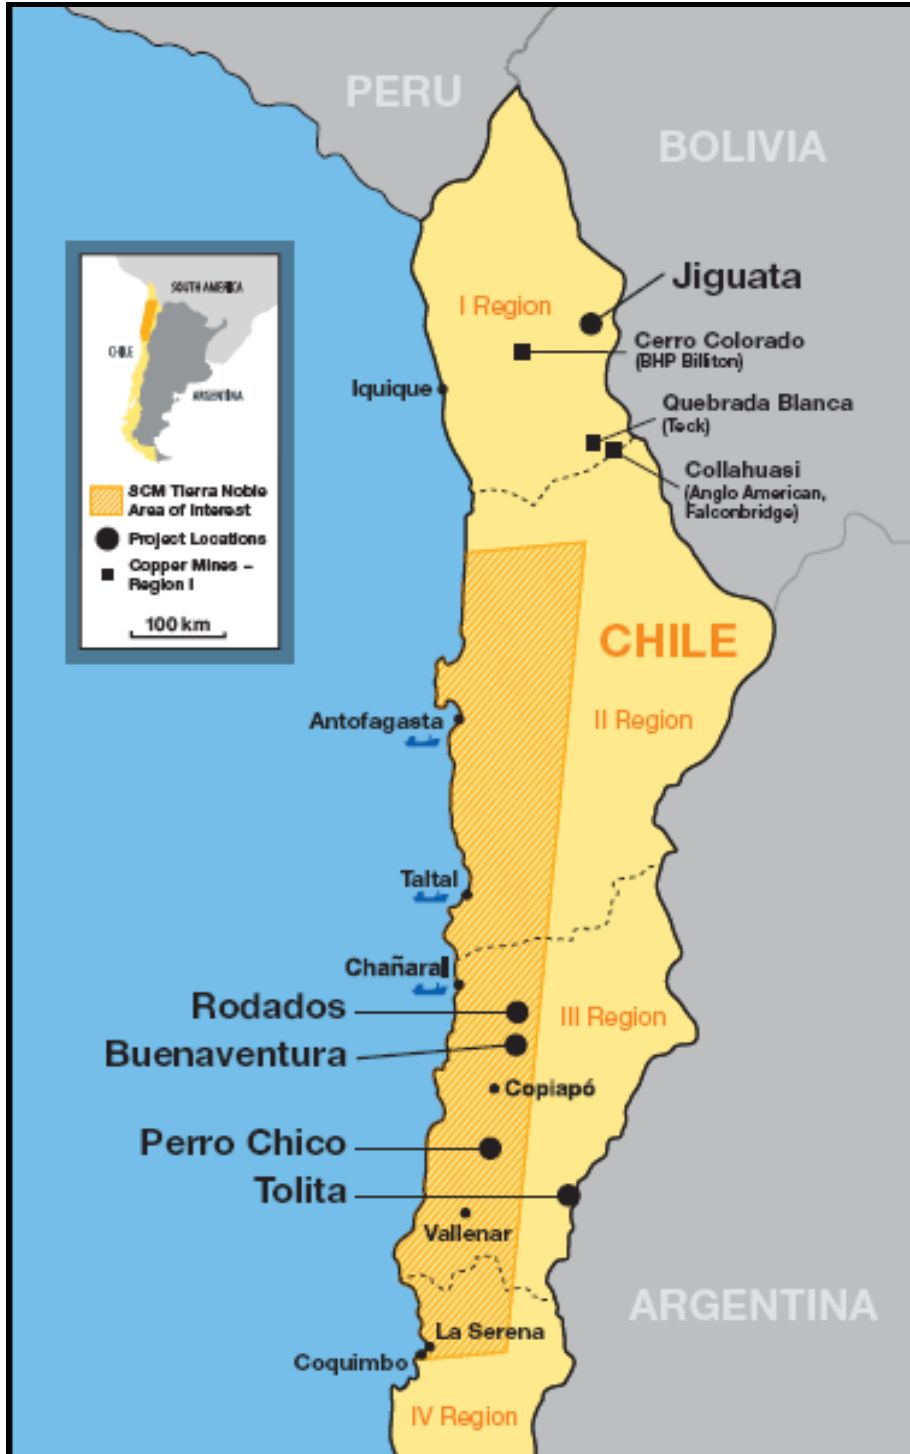 PERU
BOLIVIA
Jiguata
I Region
Cerro Colorado
(BHP Billiton)
Iquique
Quebrada Blanca
(Teck)
Collahuasi
(Anglo American,
Falconbridge)
SOUTH AMERICA
CHILE
ARGENTINA
SCM Tierra Noble
Area of Interest
Project Locations
Copper Mines –
Region I
100 km
CHILE
II Region
Antofagasta
Taltal
Chañaral
Rodados
III Region
Buenaventura
Copiapó
Perro Chico
Tolita
Vallenar
ARGENTINA
La Serena
Coquimbo
IV Region